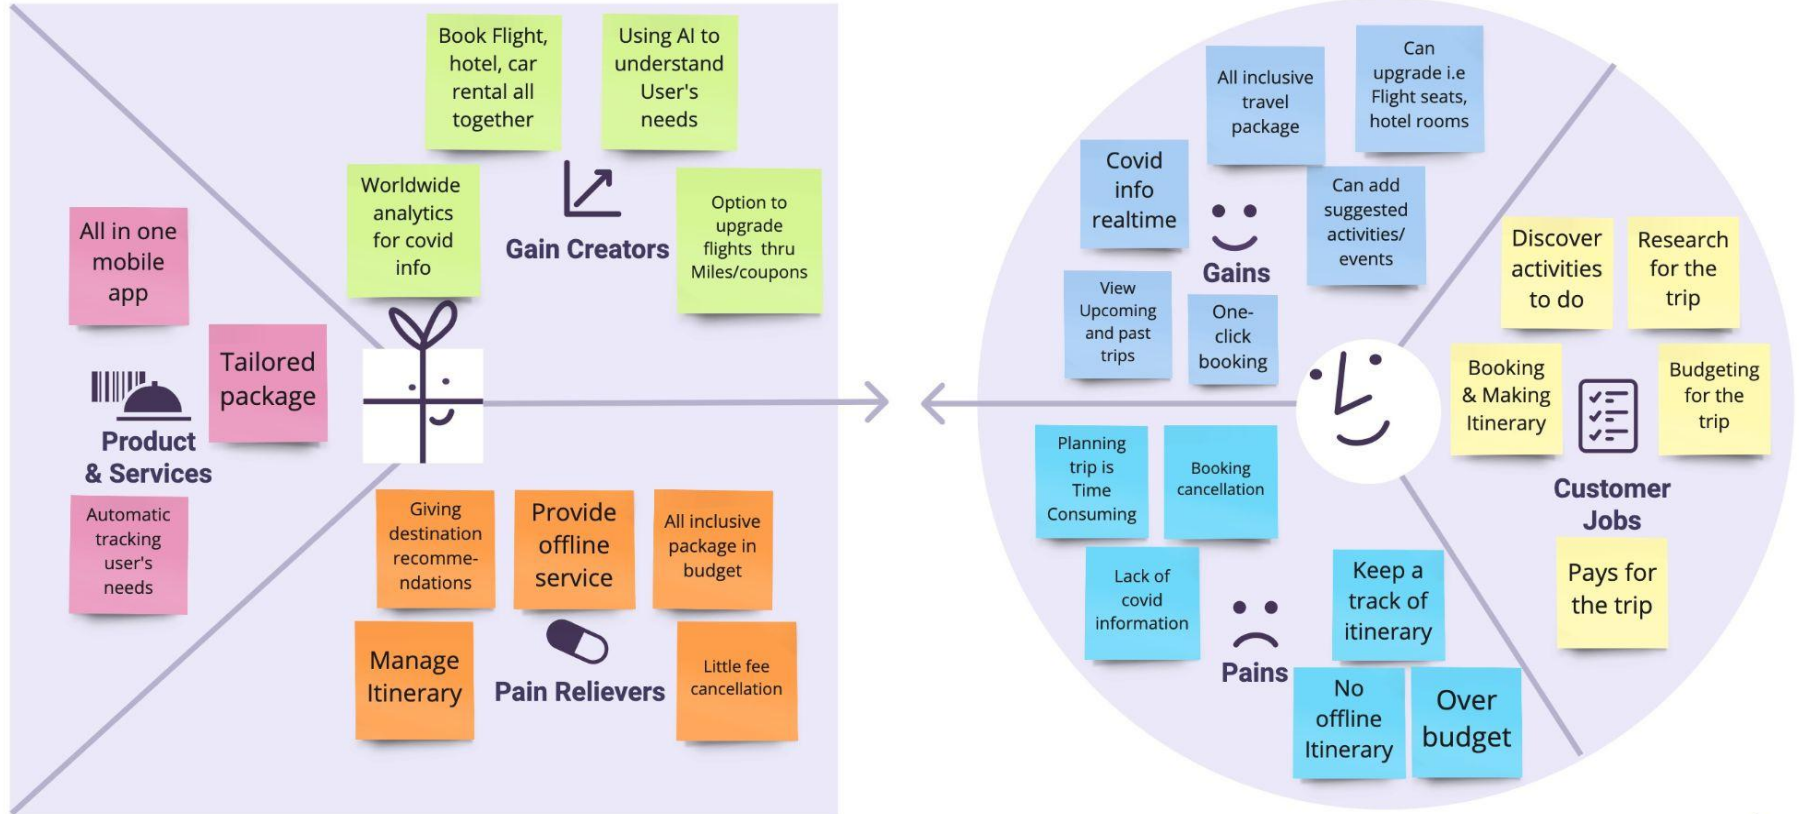 Book Flight,
hotel, car
rental all
together
Using AI to
understand
User's
needs
Worldwide
analytics
for covid
info
Option to
upgrade
flights thru
Miles/coupons
Gain Creators
All in one
mobile
app
Tailored
package
Product
& Services
Automatic
tracking
user's
needs
Giving
destination
recomme-
ndations
Provide
offline
service
All inclusive
package in
budget
Manage
Itinerary
Pain Relievers
Little fee
cancellation
All inclusive
travel
package
Can
upgrade i.e
Flight seats,
hotel rooms
Covid
info
realtime
Can add
suggested
activities/
events
Gains
View
Upcoming
and past
trips
One-
click
booking
Discover
activities
to do
Research
for the
trip
Booking
& Making
Itinerary
Budgeting
for the
trip
Customer
Jobs
Pays for
the trip
Planning
trip is
Time
Consuming
Booking
cancellation
Lack of
covid
information
Keep a
track of
itinerary
Pains
No
offline
Itinerary
Over
budget